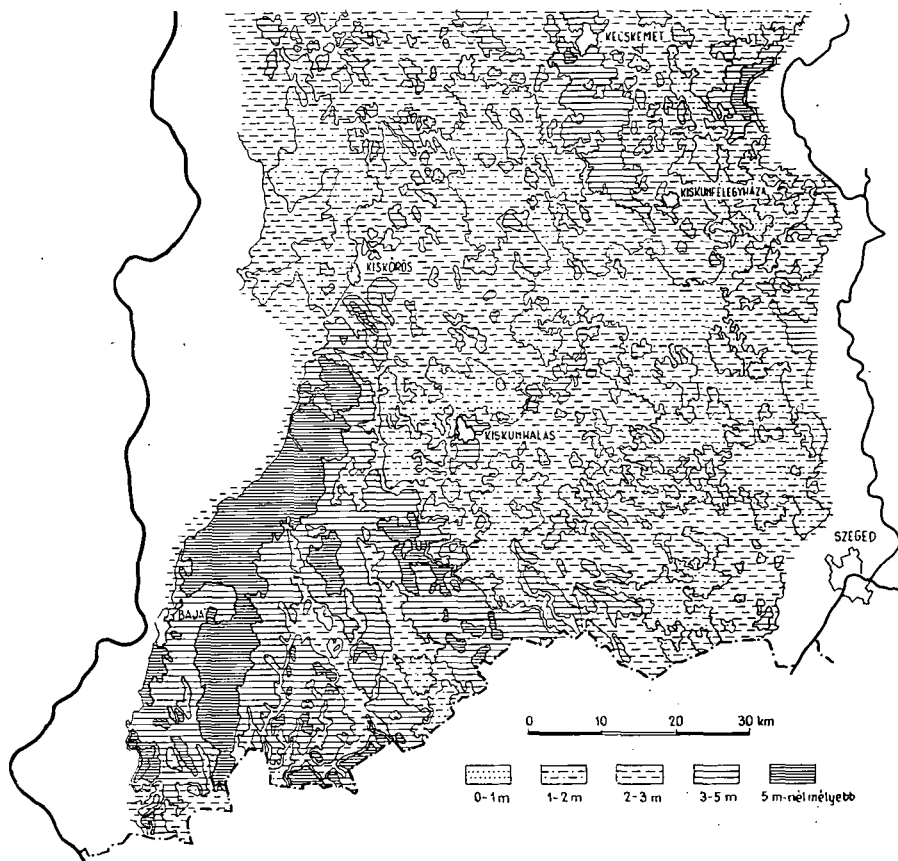 KECSKEMÉT
KISKUNFÉLEGYHÁZA
KISKŐRÖS
KISKUNHALAS
SZEGED
BAJA
0 10 20 30 km
0-1 m 1-2 m 2-3 m 3-5 m 5 m-nél mélyebb